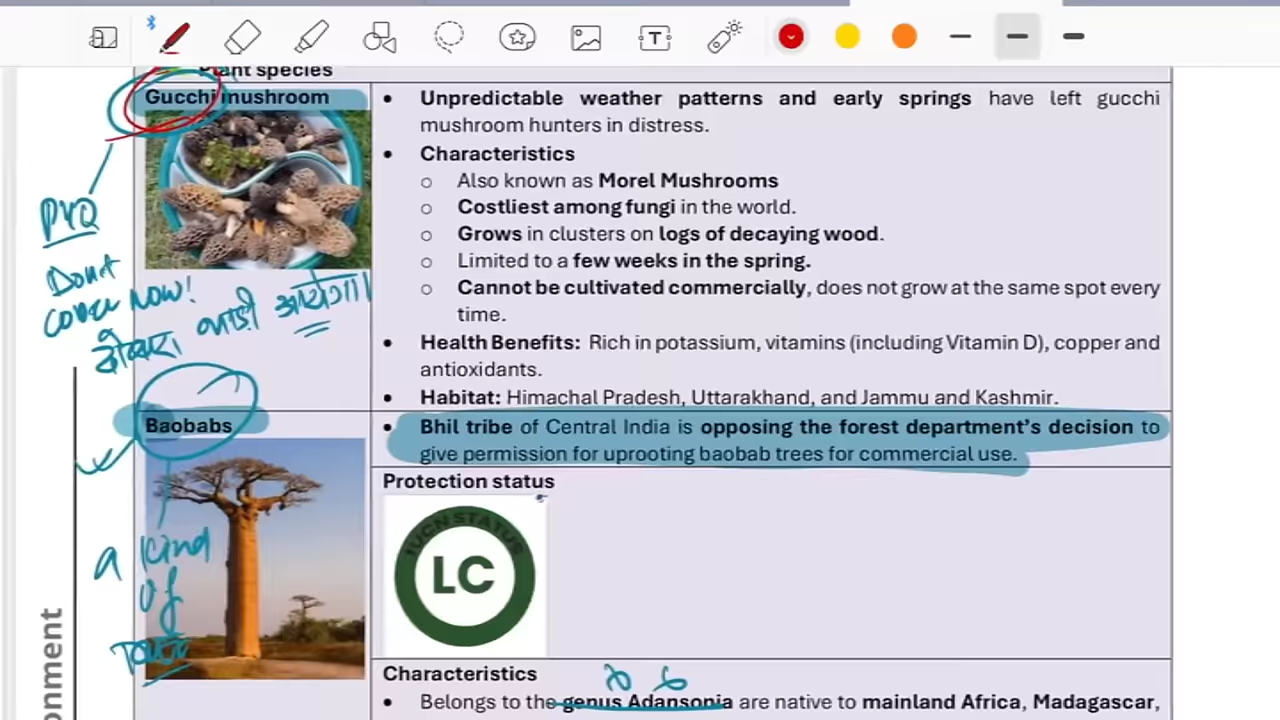 Plant species
Gucchi mushroom
• Unpredictable weather patterns and early springs have left gucchi
mushroom hunters in distress.
• Characteristics
o Also known as Morel Mushrooms
o Costliest among fungi in the world.
o Grows in clusters on logs of decaying wood.
o Limited to a few weeks in the spring.
o Cannot be cultivated commercially, does not grow at the same spot every
time.
• Health Benefits: Rich in potassium, vitamins (including Vitamin D), copper and
antioxidants.
• Habitat: Himachal Pradesh, Uttarakhand, and Jammu and Kashmir.
PYQ
Don't
come now!
Baobabs
• Bhil tribe of Central India is opposing the forest department's decision to
give permission for uprooting baobab trees for commercial use.
Protection status
IUCN STATUS
LC
a kind
of
Characteristics
• Belongs to the genus Adansonia are native to mainland Africa, Madagascar,
onment
T